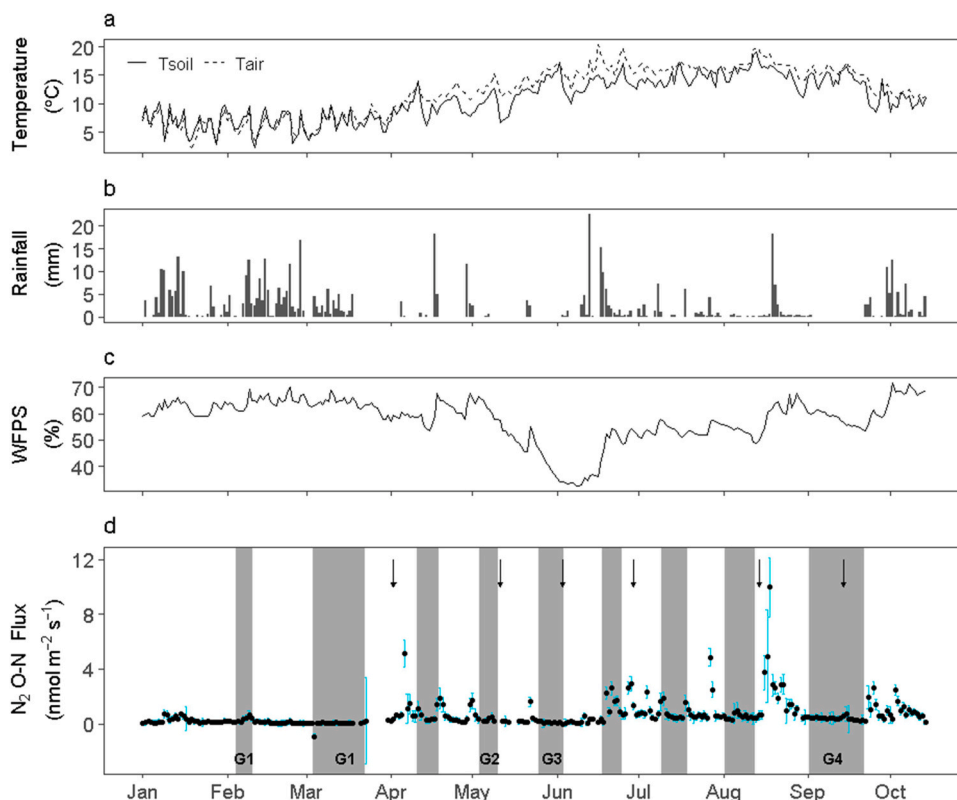 a
Temperature
(°C)
20
15
10
5
Tsoil
Tair
b
Rainfall
(mm)
20
15
10
5
0
c
WFPS
(%)
70
60
50
40
d
N₂ O-N Flux
(nmol m⁻² s⁻¹)
12
8
4
0
G1
G1
G2
G3
G4
Jan Feb Mar Apr May Jun Jul Aug Sep Oct